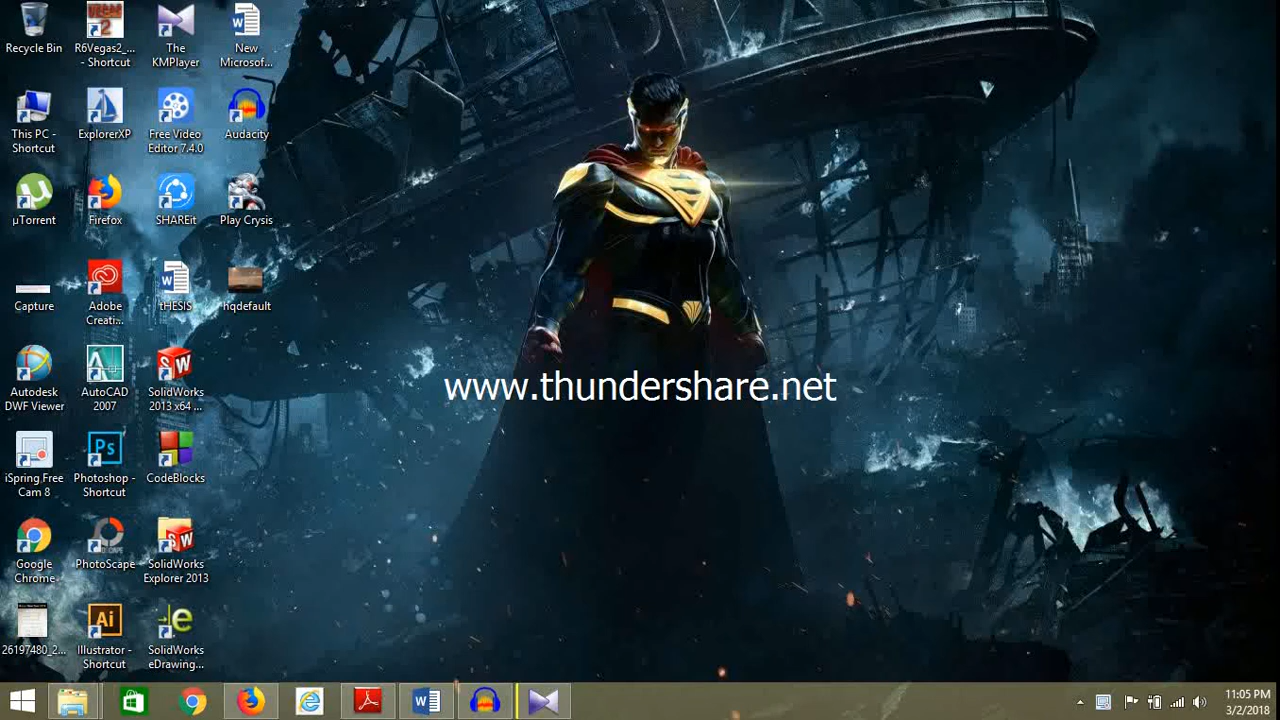 Recycle Bin
R6Vegas2_...
- Shortcut
The
KMPlayer
New
Microsof...
This PC -
Shortcut
ExplorerXP
Free Video
Editor 7.4.0
Audacity
µTorrent
Firefox
SHAREit
Play Crysis
Capture
Adobe
Creati...
tHESIS
hqdefault
Autodesk
DWF Viewer
AutoCAD
2007
SolidWorks
2013 x64 ...
www.thundershare.net
iSpring Free
Cam 8
Photoshop -
Shortcut
CodeBlocks
Google
Chrome
PhotoScape
SolidWorks
Explorer 2013
26197480_2...
Illustrator -
Shortcut
SolidWorks
eDrawing...
11:05 PM
3/2/2018